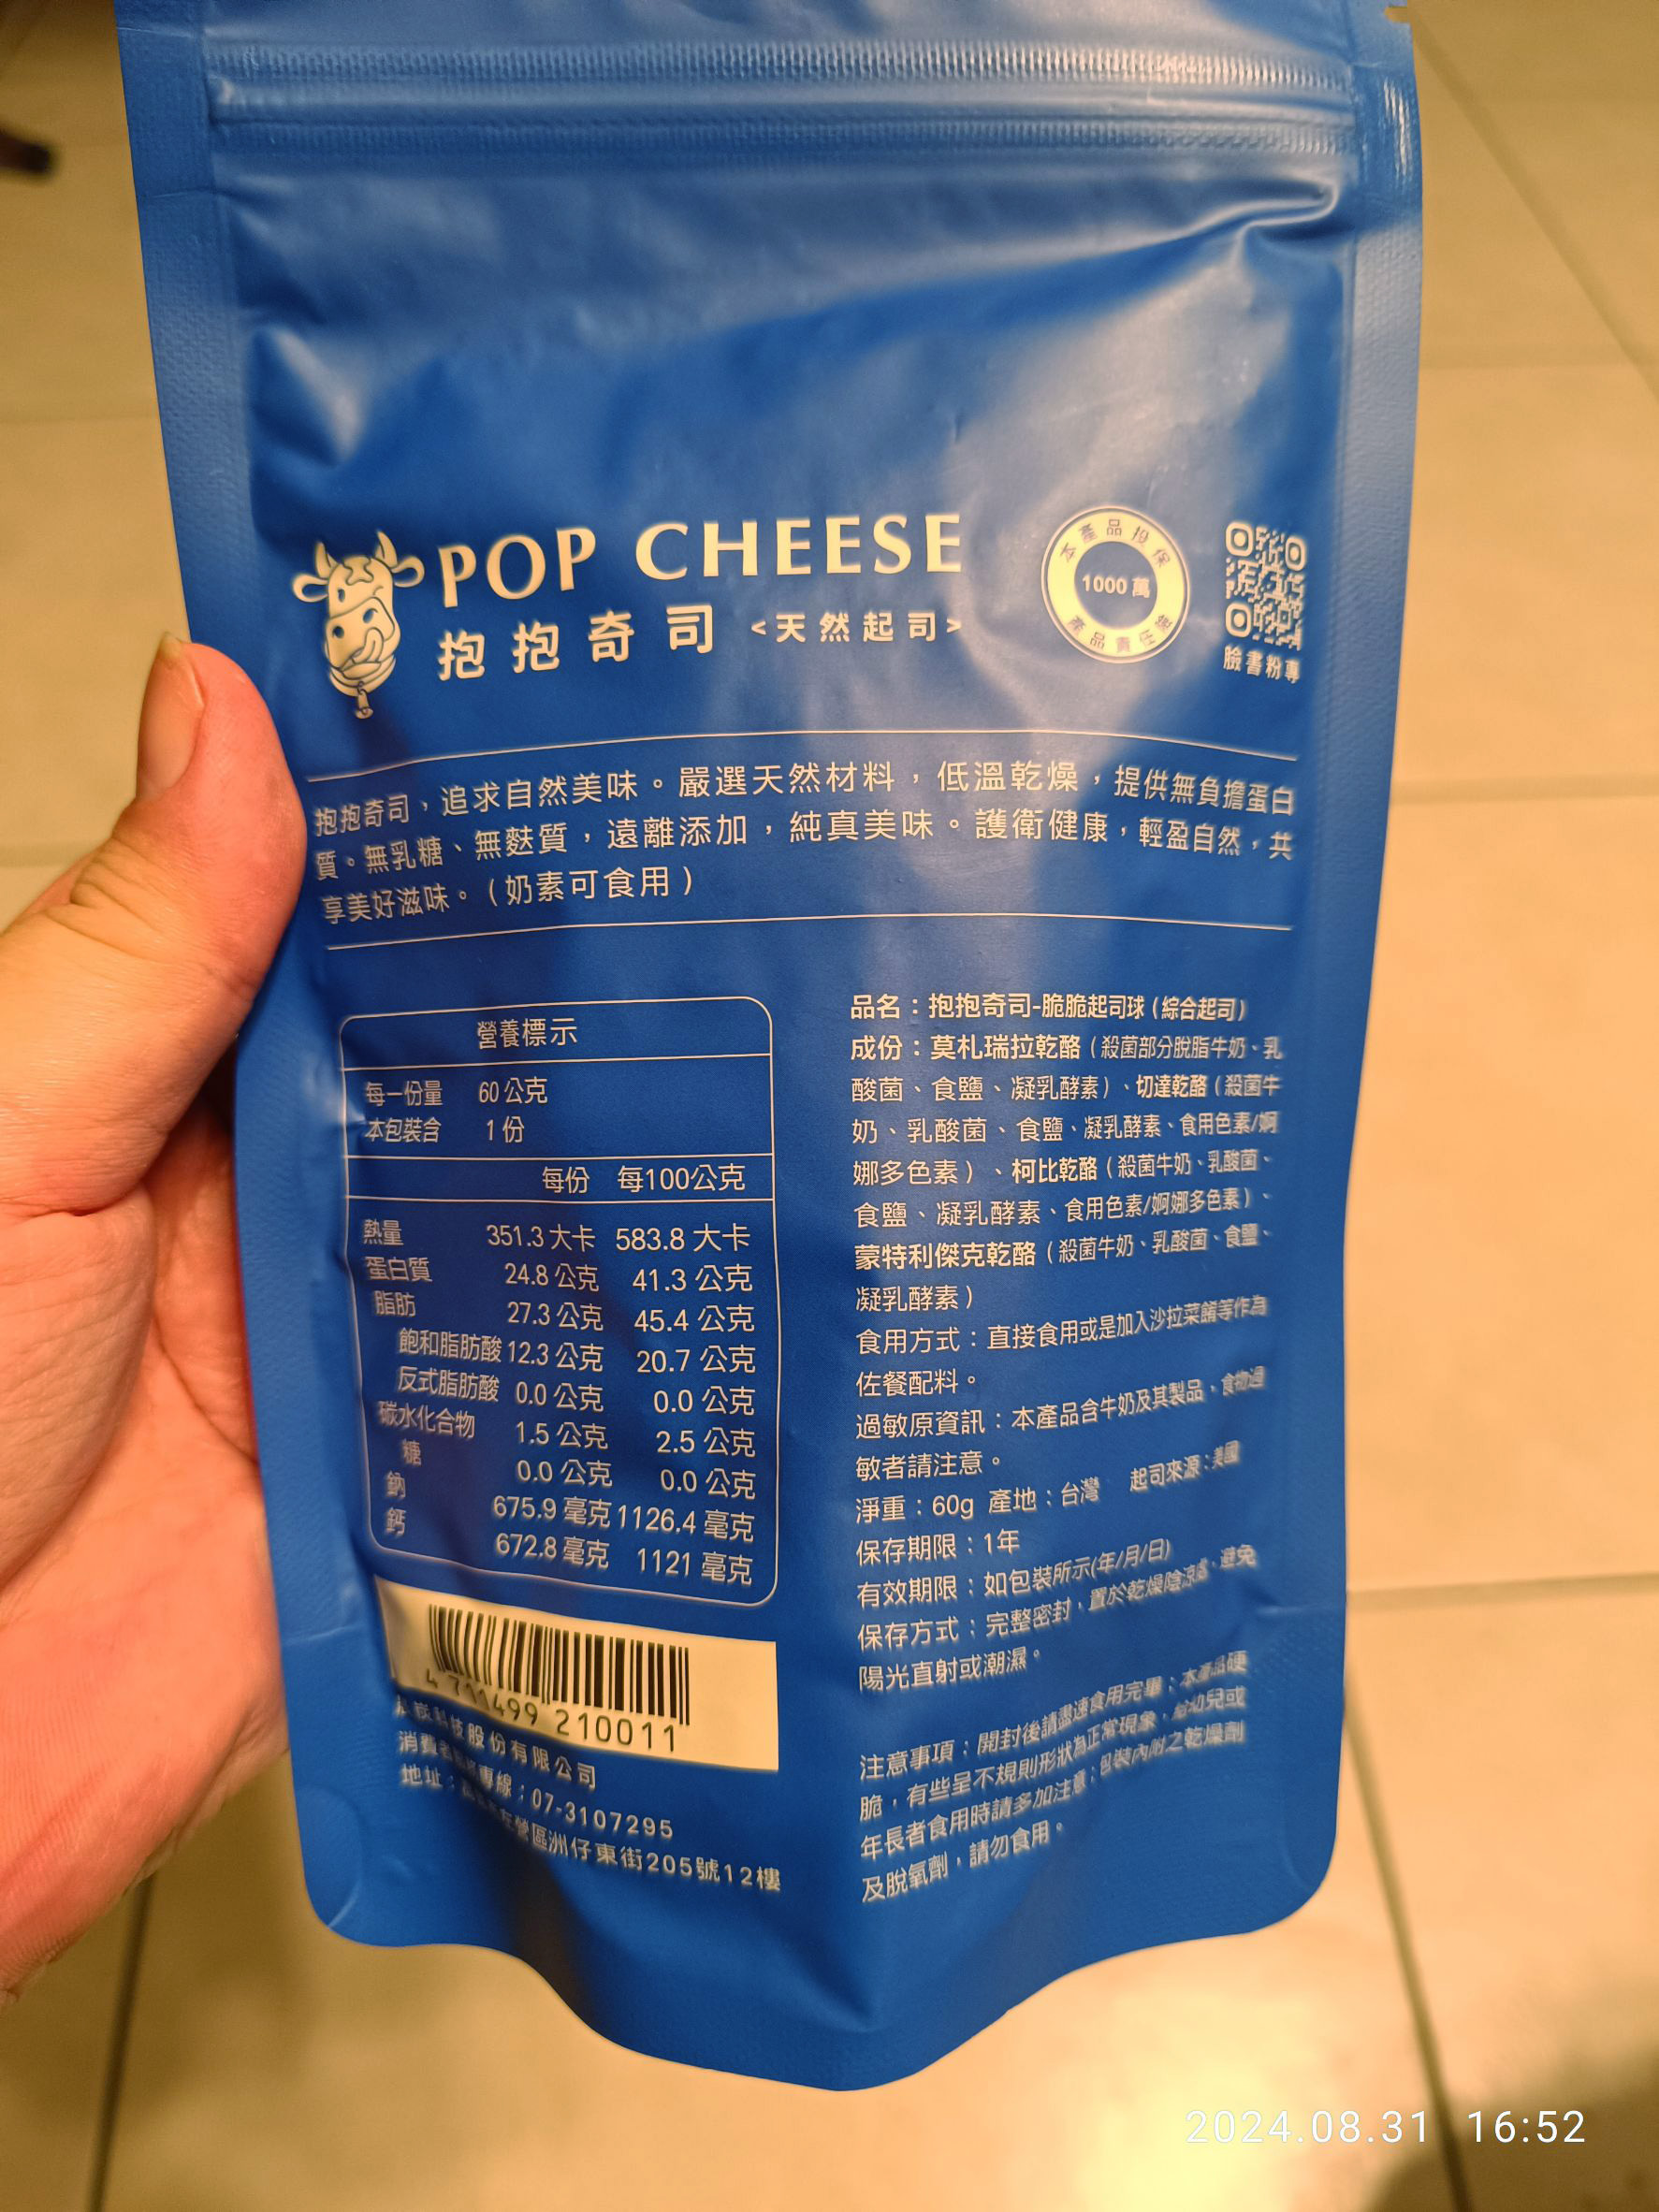 POP CHEESE
抱抱奇司 <天然起司>
本產品投保
1000 萬
產品責任險
臉書粉專
抱抱奇司，追求自然美味。嚴選天然材料，低溫乾燥，提供無負擔蛋白
質。無乳糖、無麩質，遠離添加，純真美味。護衛健康，輕盈自然，共
享美好滋味。（奶素可食用）
營養標示
每一份量 60 公克
本包裝含 1 份
每份 每100公克
熱量 351.3 大卡 583.8 大卡
蛋白質 24.8 公克 41.3 公克
脂肪 27.3 公克 45.4 公克
飽和脂肪酸 12.3 公克 20.7 公克
反式脂肪酸 0.0 公克 0.0 公克
碳水化合物 1.5 公克 2.5 公克
糖 0.0 公克 0.0 公克
鈉 675.9 毫克 1126.4 毫克
鈣 672.8 毫克 1121 毫克
4 711499 210011
科技股份有限公司
消費者專線：07-3107295
地址：左營區洲仔東街205號12樓
品名：抱抱奇司-脆脆起司球（綜合起司）
成份：莫札瑞拉乾酪（殺菌部分脫脂牛奶、乳
酸菌、食鹽、凝乳酵素）、切達乾酪（殺菌牛
奶、乳酸菌、食鹽、凝乳酵素、食用色素/婀
娜多色素）、柯比乾酪（殺菌牛奶、乳酸菌、
食鹽、凝乳酵素、食用色素/婀娜多色素）、
蒙特利傑克乾酪（殺菌牛奶、乳酸菌、食鹽、
凝乳酵素）
食用方式：直接食用或是加入沙拉菜餚等作為
佐餐配料。
過敏原資訊：本產品含牛奶及其製品，食物過
敏者請注意。
淨重：60g 產地：台灣 起司來源：美國
保存期限：1年
有效期限：如包裝所示(年/月/日)
保存方式：完整密封，置於乾燥陰涼處，避免
陽光直射或潮濕。
注意事項：開封後請盡速食用完畢；本產品硬
脆，有些呈不規則形狀為正常現象，給幼兒或
年長者食用時請多加注意；包裝內附之乾燥劑
及脫氧劑，請勿食用。
2024.08.31 16:52